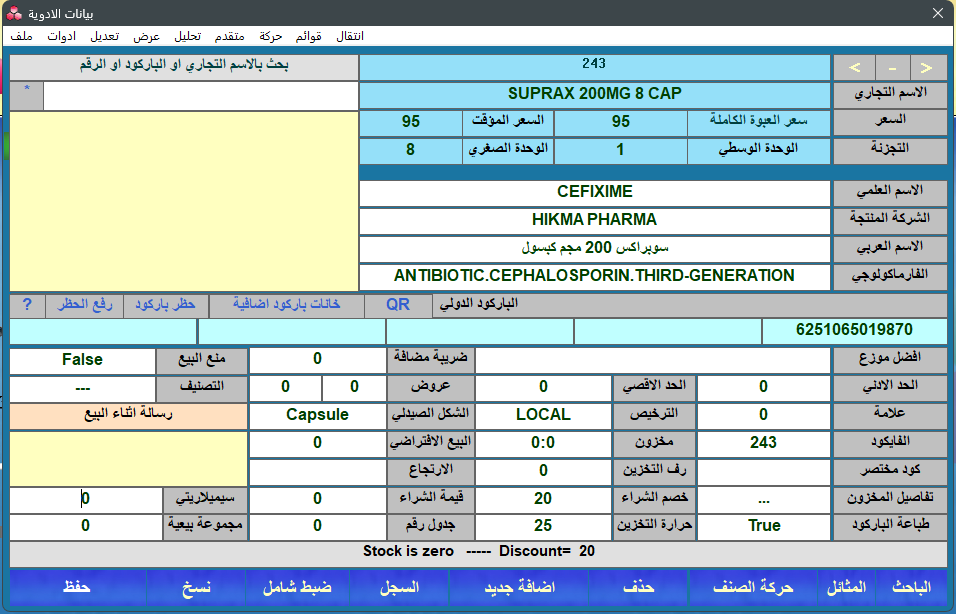 بيانات الادوية
ملف ادوات تعديل عرض تحليل متقدم حركة قوائم انتقال
بحث بالاسم التجاري او الباركود او الرقم
243
< - >
*
الاسم التجاري SUPRAX 200MG 8 CAP
السعر سعر العبوة الكاملة 95 السعر المؤقت 95
التجزئة الوحدة الوسطي 1 الوحدة الصغري 8
الاسم العلمي CEFIXIME
الشركة المنتجة HIKMA PHARMA
الاسم العربي سوبراكس 200 مجم كبسول
الفارماكولوجي ANTIBIOTIC.CEPHALOSPORIN.THIRD-GENERATION
الباركود الدولي QR خانات باركود اضافية حظر باركود رفع الحظر ?
6251065019870
افضل موزع ضريبة مضافة 0 منع البيع False
الحد الادني 0 الحد الاقصي 0 عروض 0 0 التصنيف ---
علامة 0 الترخيص LOCAL الشكل الصيدلي Capsule رسالة اثناء البيع
الفايكود 243 مخزون 0:0 البيع الافتراضي 0
كود مختصر رف التخزين 0 الارتجاع
تفاصيل المخزون ... خصم الشراء 20 قيمة الشراء 0 سيميلاريتي 0
طباعة الباركود True حرارة التخزين 25 جدول رقم 0 مجموعة بيعية 0
Stock is zero ----- Discount= 20
الباحث المثائل حركة الصنف حذف اضافة جديد السجل ضبط شامل نسخ حفظ